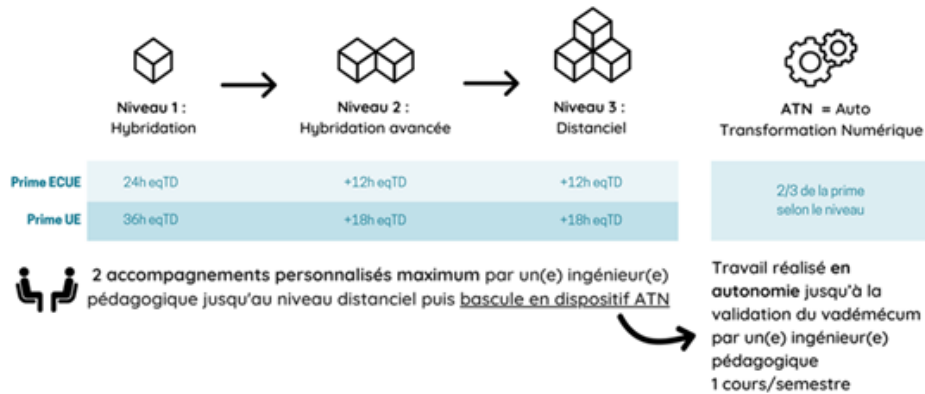 Niveau 1 :
Hybridation
Niveau 2 :
Hybridation avancée
Niveau 3 :
Distanciel
ATN = Auto
Transformation Numérique
Prime ECUE 24h eqTD +12h eqTD +12h eqTD
Prime UE 36h eqTD +18h eqTD +18h eqTD
2/3 de la prime
selon le niveau
2 accompagnements personnalisés maximum par un(e) ingénieur(e)
pédagogique jusqu'au niveau distanciel puis bascule en dispositif ATN
Travail réalisé en
autonomie jusqu'à la
validation du vadémécum
par un(e) ingénieur(e)
pédagogique
1 cours/semestre